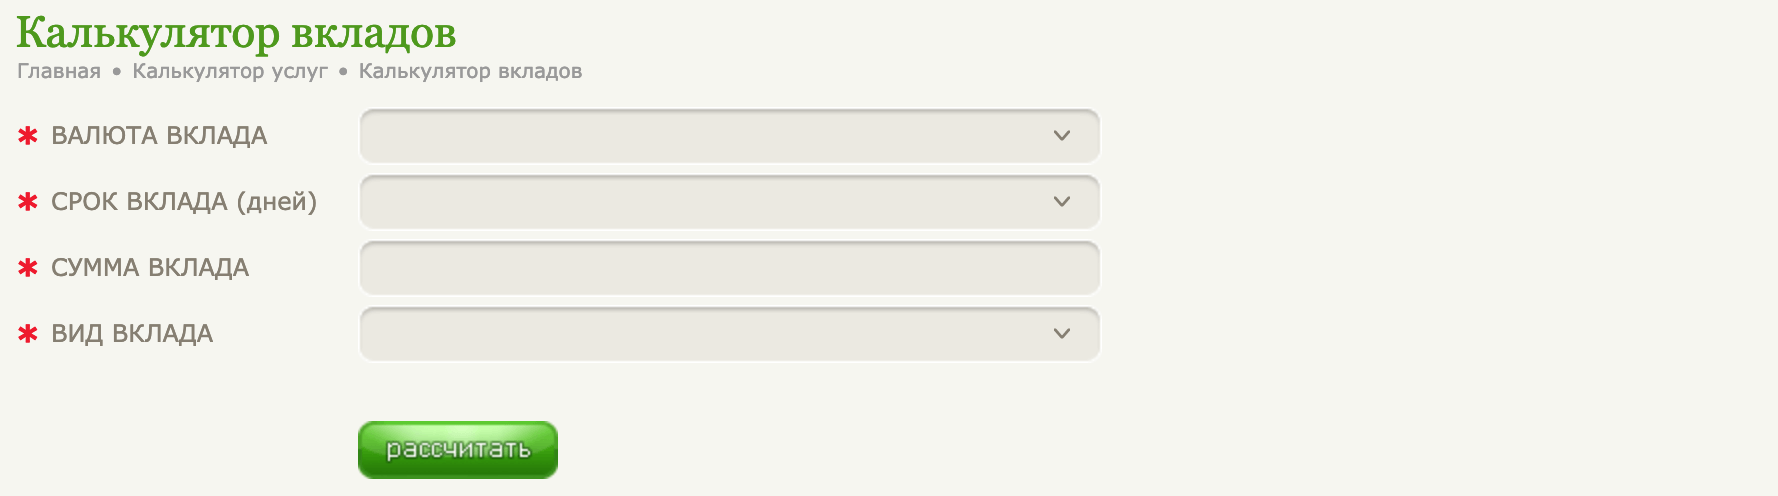 Калькулятор вкладов
Главная • Калькулятор услуг • Калькулятор вкладов
* ВАЛЮТА ВКЛАДА
* СРОК ВКЛАДА (дней)
* СУММА ВКЛАДА
* ВИД ВКЛАДА
рассчитать